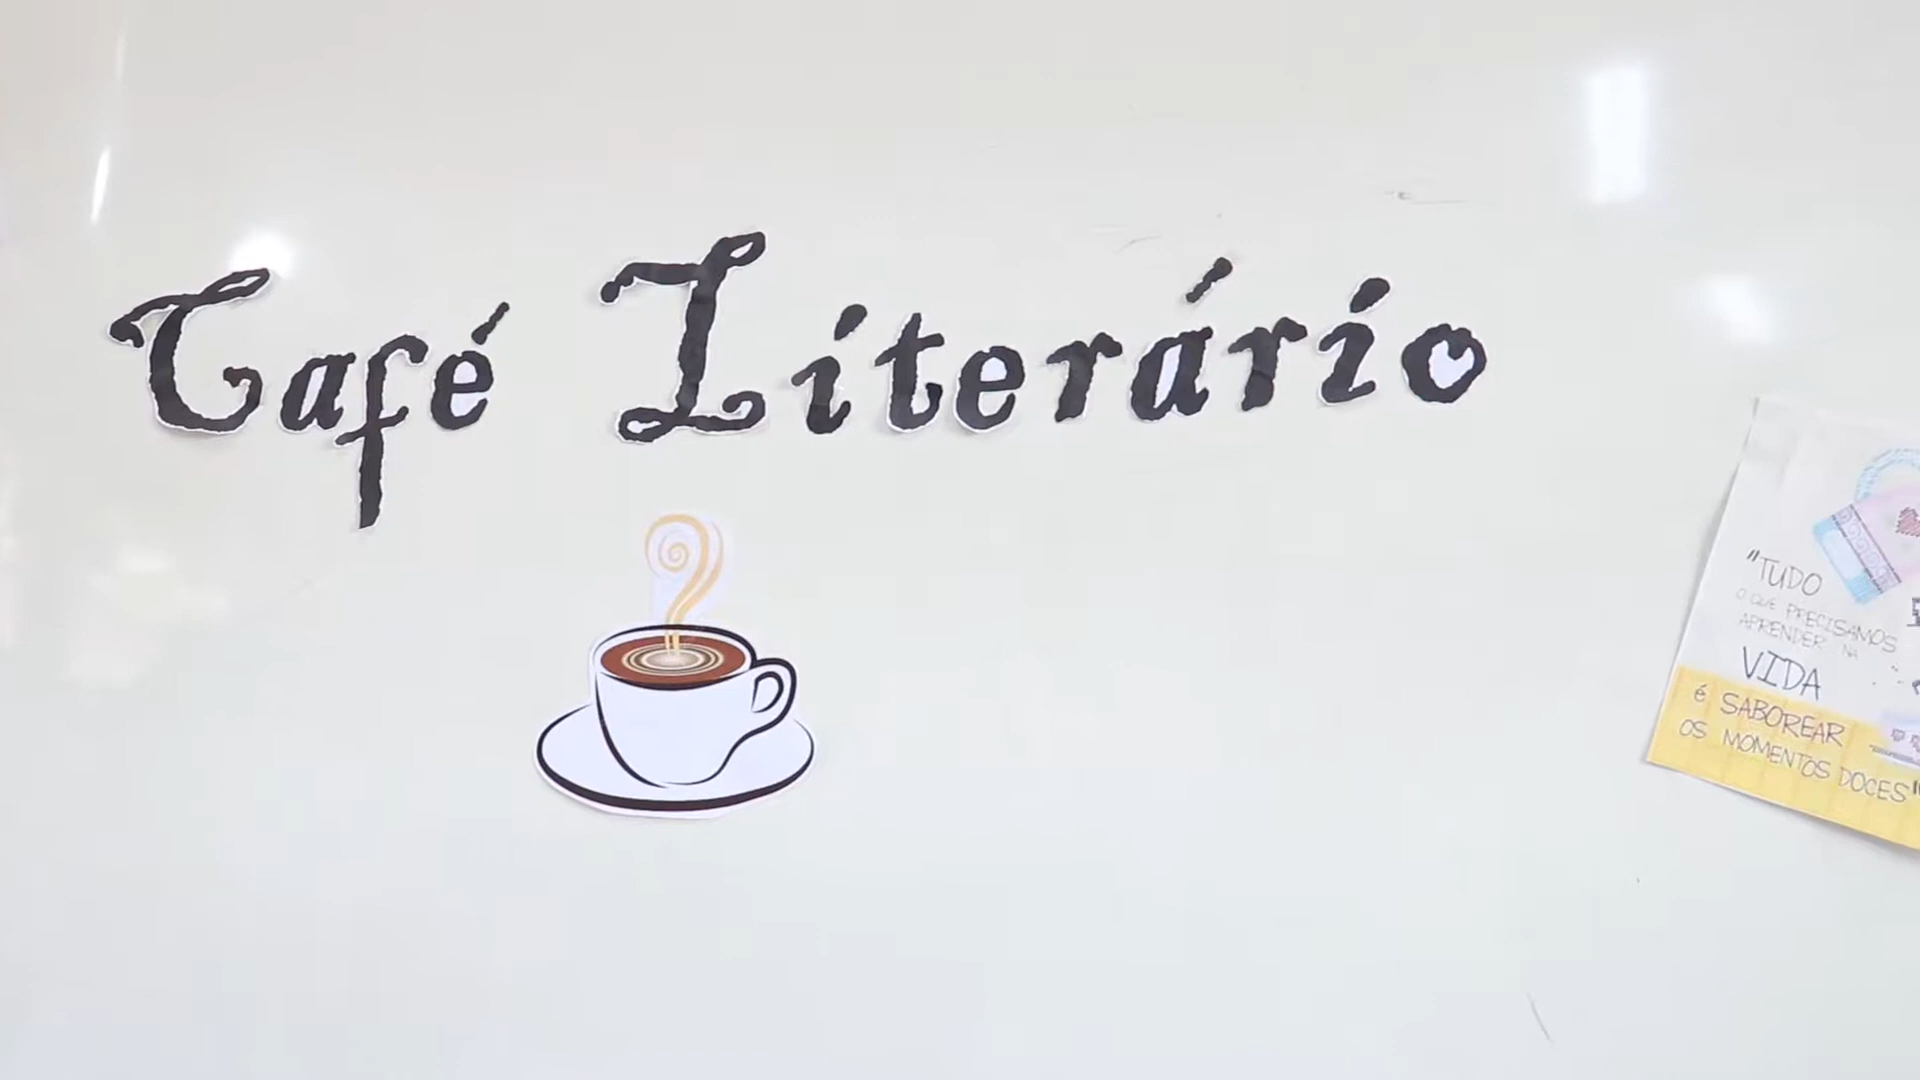 Café Literário
"TUDO
O QUE PRECISAMOS
APRENDER NA
VIDA
é SABOREAR
OS MOMENTOS DOCES"